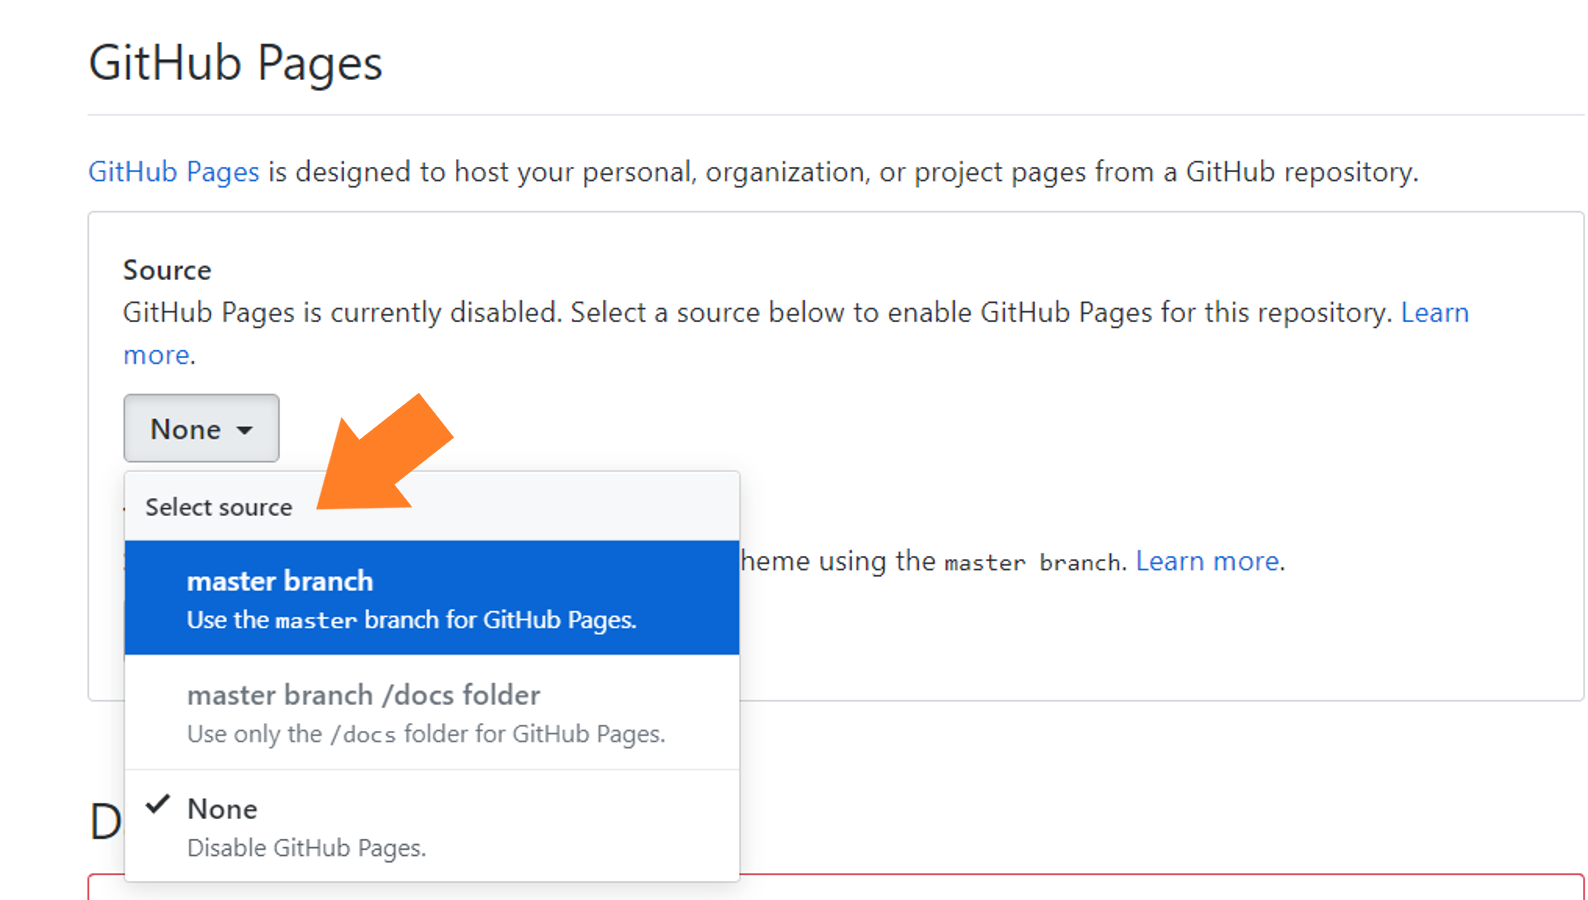 GitHub Pages
GitHub Pages is designed to host your personal, organization, or project pages from a GitHub repository.
Source
GitHub Pages is currently disabled. Select a source below to enable GitHub Pages for this repository. Learn
more.
None
Select source
heme using the master branch. Learn more.
master branch
Use the master branch for GitHub Pages.
master branch /docs folder
Use only the /docs folder for GitHub Pages.
None
Disable GitHub Pages.
D